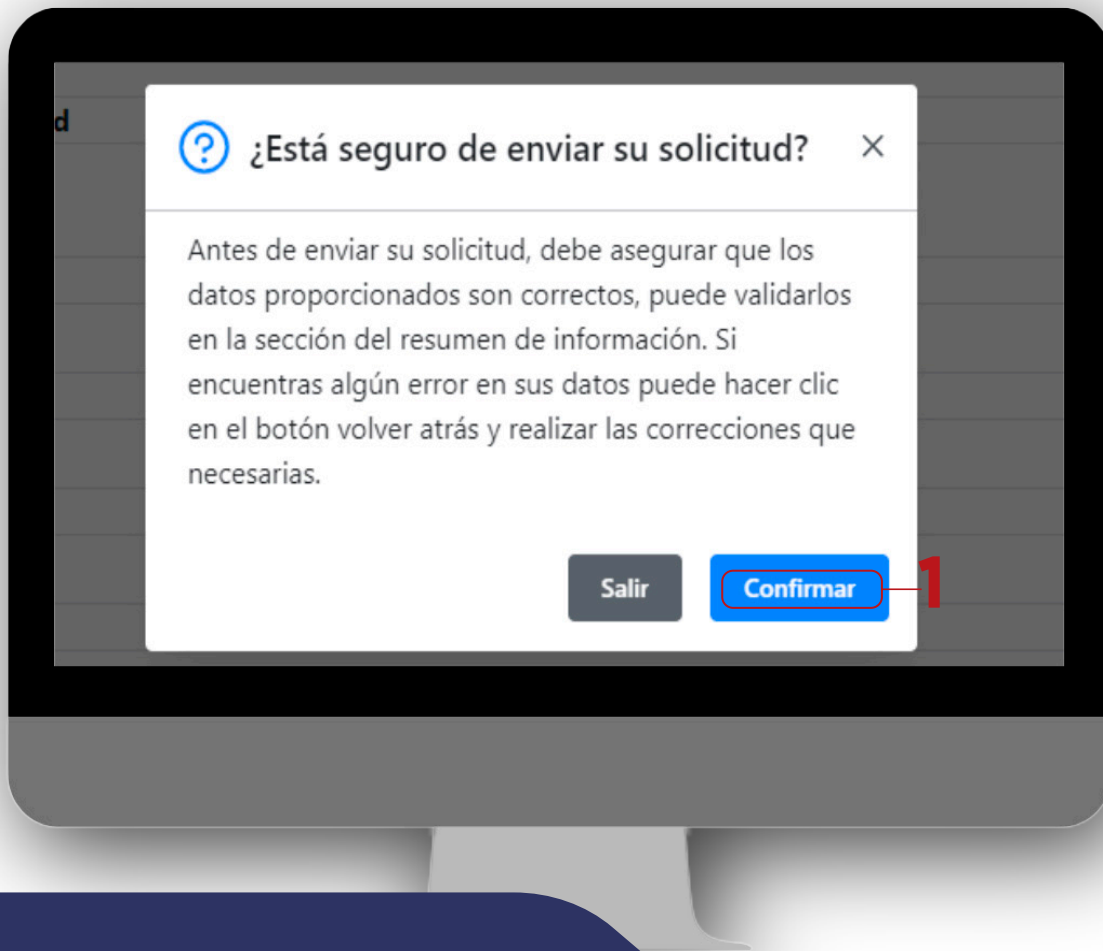 d
¿Está seguro de enviar su solicitud?
Antes de enviar su solicitud, debe asegurar que los
datos proporcionados son correctos, puede validarlos
en la sección del resumen de información. Si
encuentras algún error en sus datos puede hacer clic
en el botón volver atrás y realizar las correcciones que
necesarias.
Salir Confirmar 1